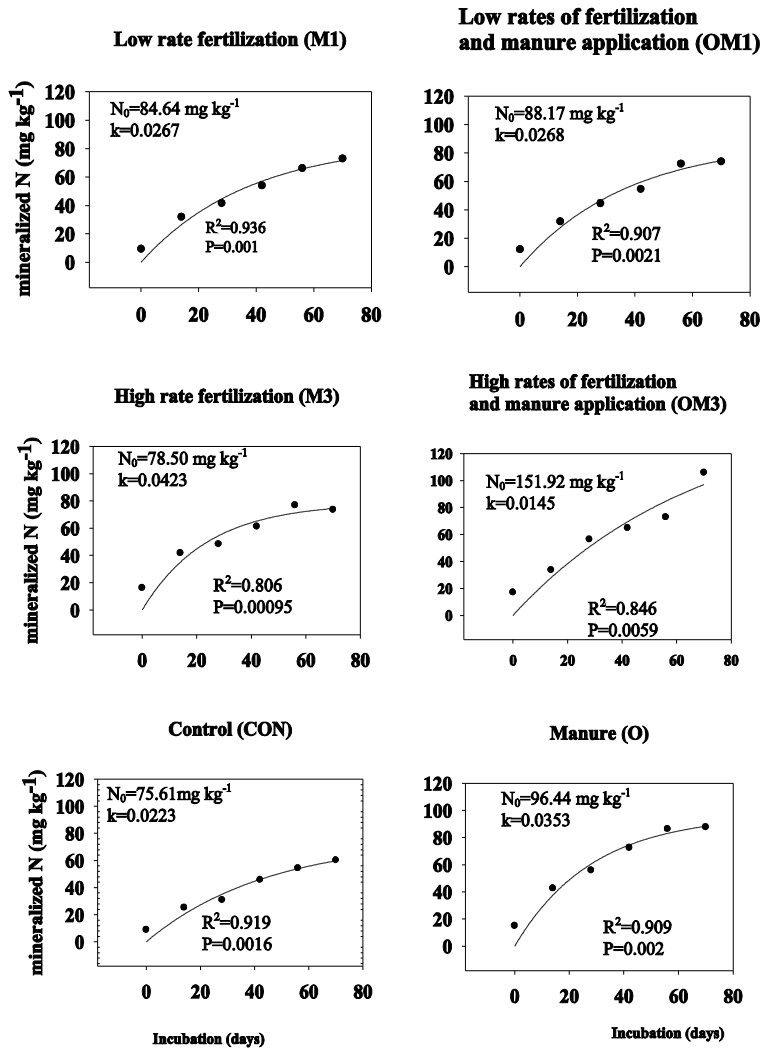 Low rate fertilization (M1)
Low rates of fertilization
and manure application (OM1)
mineralized N (mg kg⁻¹)
120
100
80
60
40
20
0
N₀=84.64 mg kg⁻¹
k=0.0267
R²=0.936
P=0.001
0 20 40 60 80
120
100
80
60
40
20
0
N₀=88.17 mg kg⁻¹
k=0.0268
R²=0.907
P=0.0021
0 20 40 60 80
High rate fertilization (M3)
High rates of fertilization
and manure application (OM3)
mineralized N (mg kg⁻¹)
120
100
80
60
40
20
0
N₀=78.50 mg kg⁻¹
k=0.0423
R²=0.806
P=0.00095
0 20 40 60 80
120
100
80
60
40
20
0
N₀=151.92 mg kg⁻¹
k=0.0145
R²=0.846
P=0.0059
0 20 40 60 80
Control (CON)
Manure (O)
mineralized N (mg kg⁻¹)
120
100
80
60
40
20
0
N₀=75.61mg kg⁻¹
k=0.0223
R²=0.919
P=0.0016
0 20 40 60 80
Incubation (days)
120
100
80
60
40
20
0
N₀=96.44 mg kg⁻¹
k=0.0353
R²=0.909
P=0.002
0 20 40 60 80
Incubation (days)